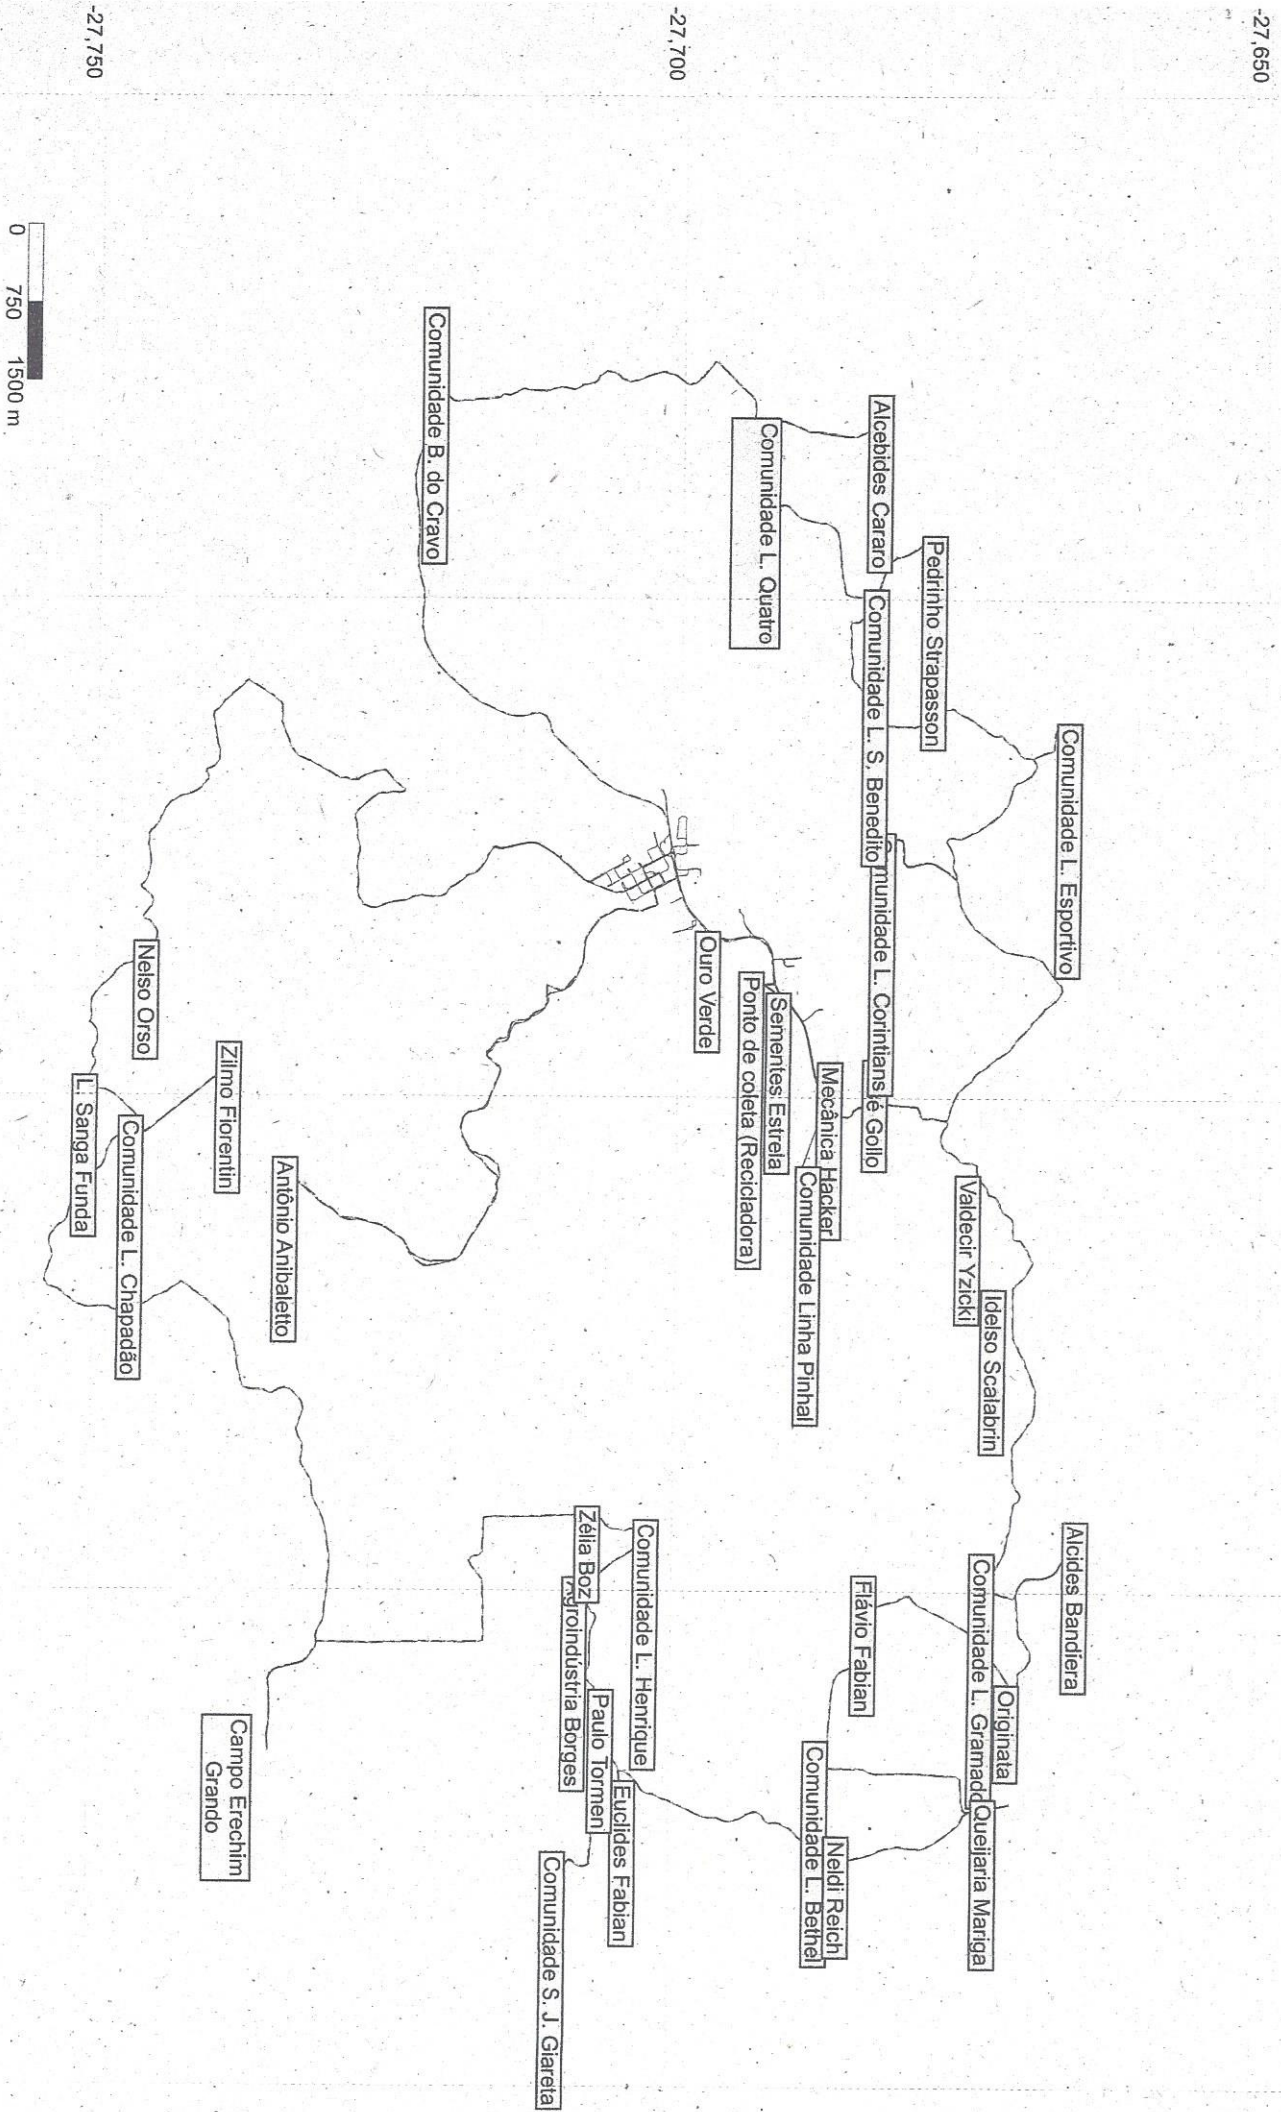 -27,650
-27,700
-27,750
Comunidade L. Esportivo
Alcides Bandiera
Pedrinho Strapasson
Alcebides Cararo
Comunidade L. S. Benedito
munidade L. Corintians
é Gollo
Valdecir Yzicki
Idelso Scalabrin
Comunidade L. Gramado
Originata
Queijaria Mariga
Flávio Fabian
Comunidade L. Quatro
Mecânica Hacker
Comunidade Linha Pinhal
Sementes Estrela
Ponto de coleta (Recicladora)
Ouro Verde
Neldi Reich
Comunidade L. Bethel
Comunidade L. Henrique
Zélia Boz
Agroindústria Borges
Paulo Tormen
Euclides Fabian
Comunidade S. J. Giareta
Comunidade B. do Cravo
Antônio Anibaletto
Zilmo Fiorentin
Nelso Orso
Comunidade L. Chapadão
L. Sanga Funda
Campo Erechim
Grando
0 750 1500 m